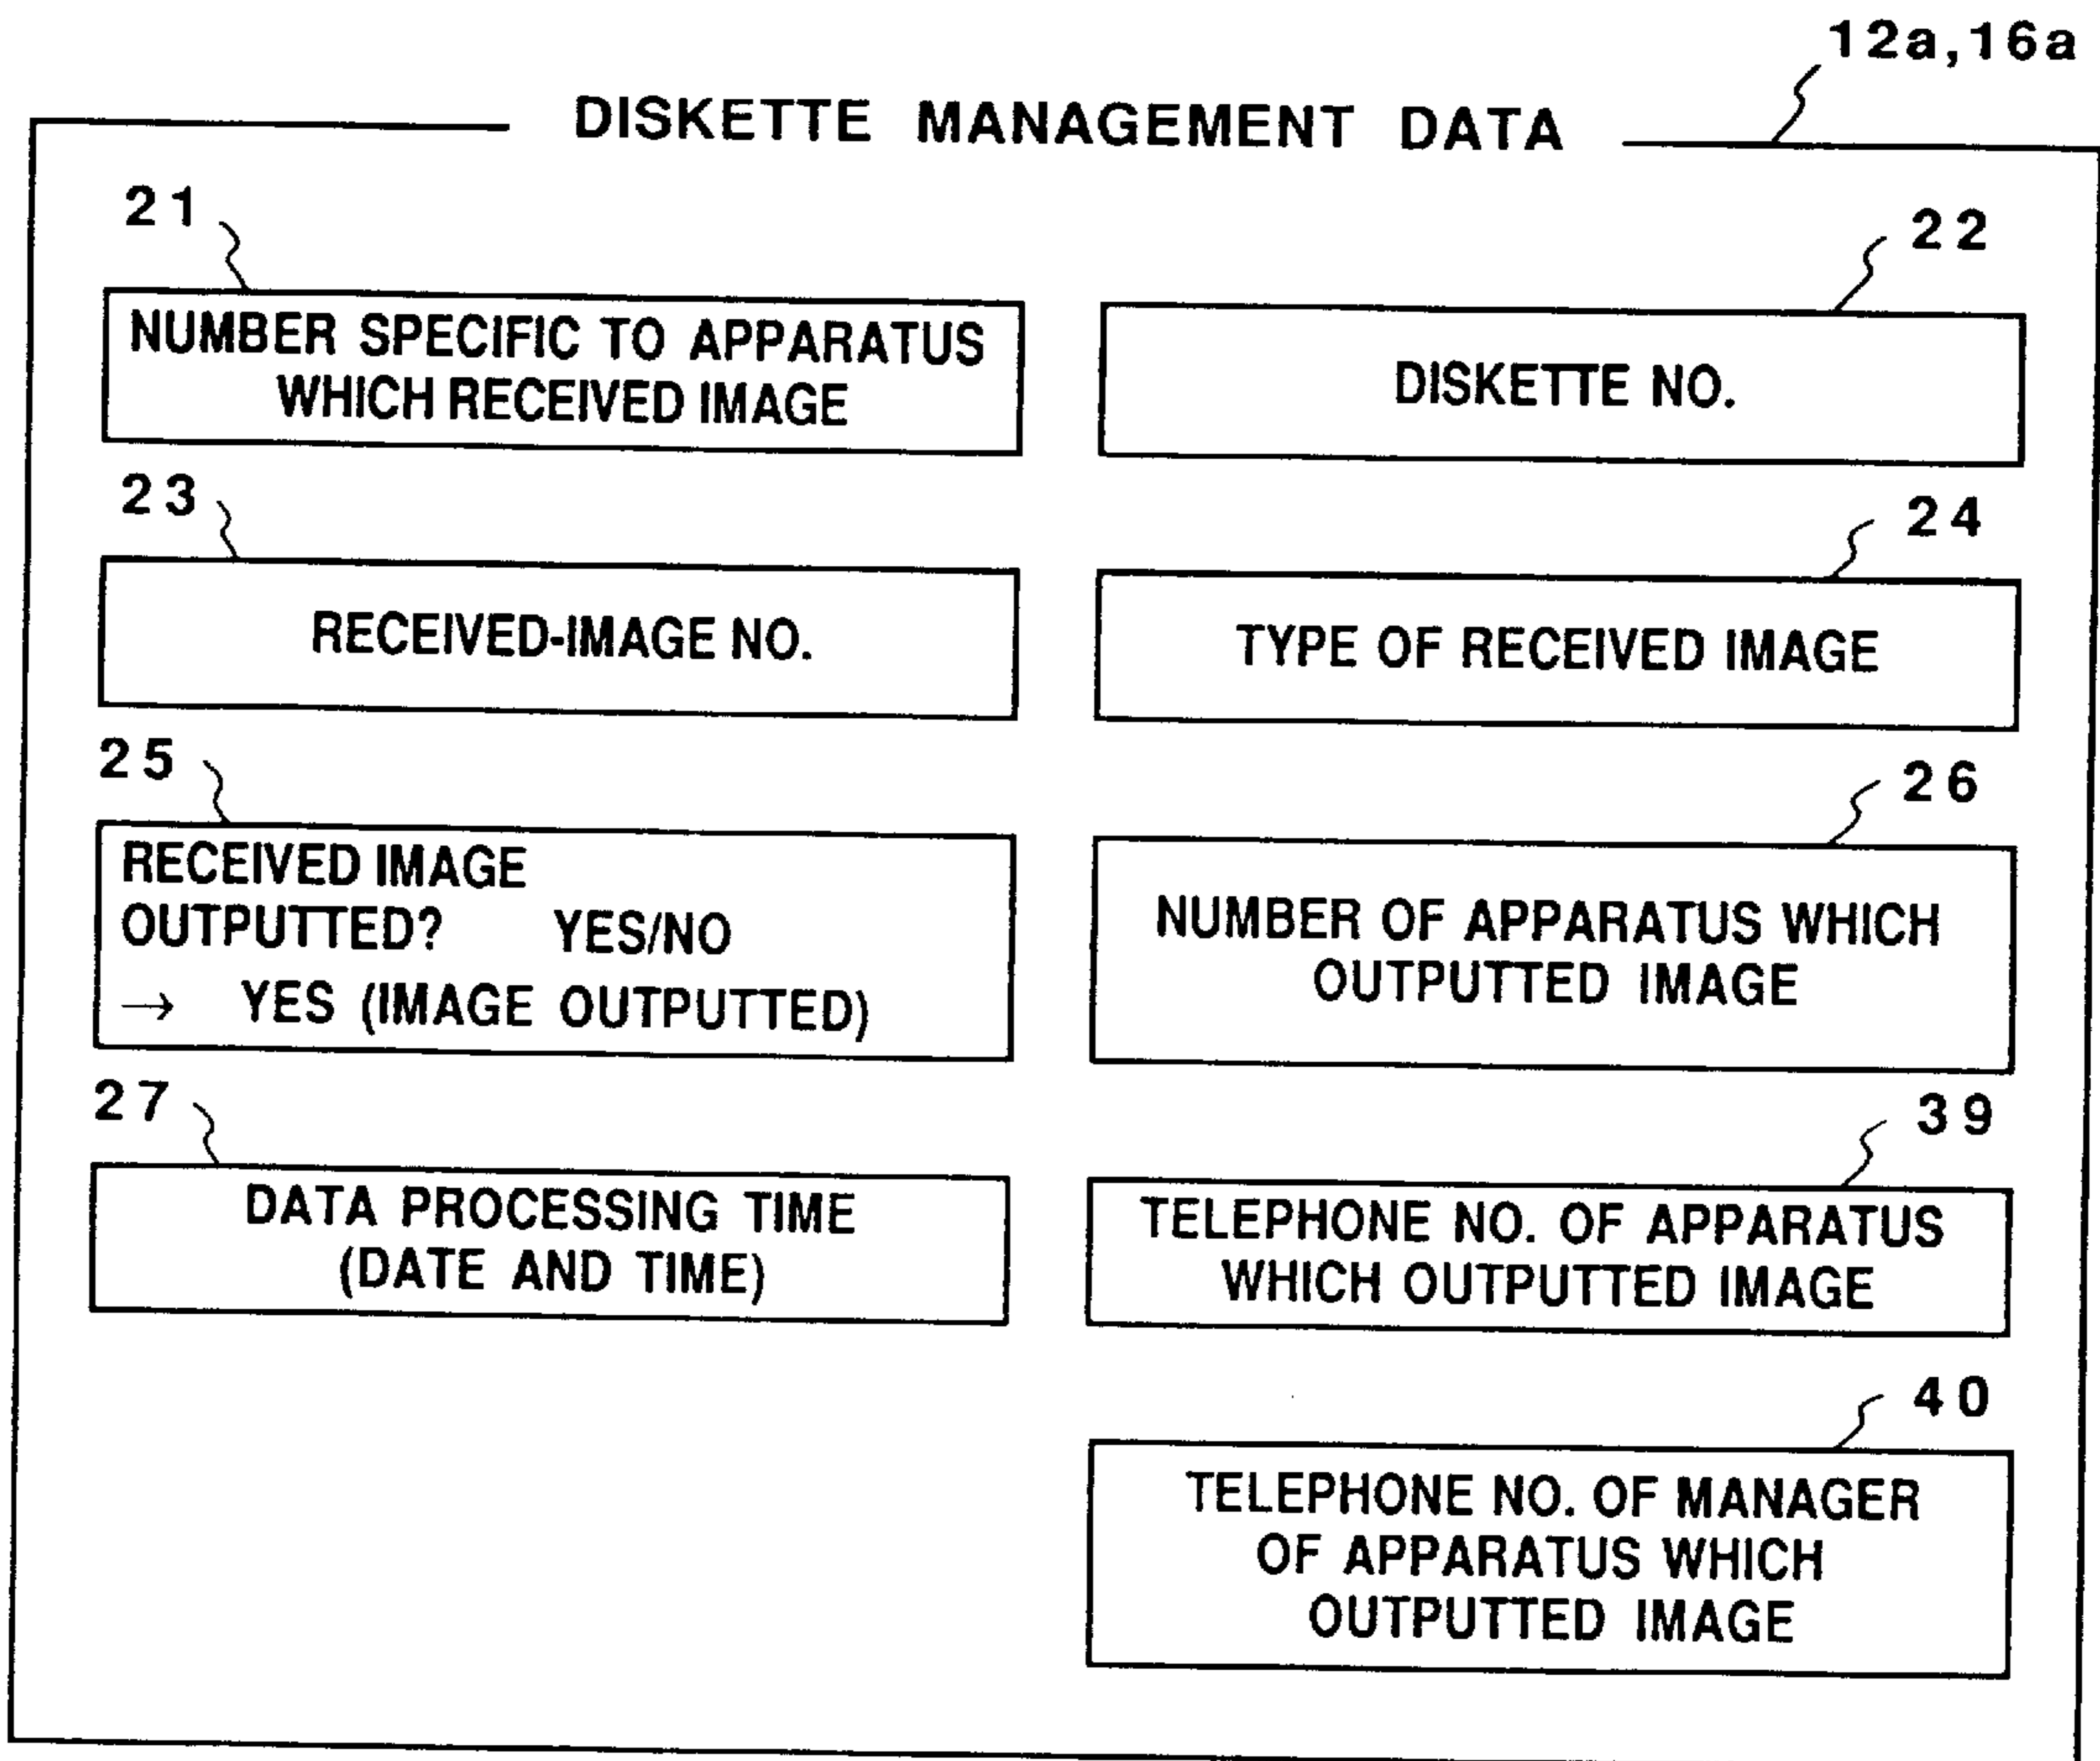 12a,16a
DISKETTE MANAGEMENT DATA
21
22
NUMBER SPECIFIC TO APPARATUS
WHICH RECEIVED IMAGE
DISKETTE NO.
23
24
RECEIVED-IMAGE NO.
TYPE OF RECEIVED IMAGE
25
26
RECEIVED IMAGE
OUTPUTTED? YES/NO
→ YES (IMAGE OUTPUTTED)
NUMBER OF APPARATUS WHICH
OUTPUTTED IMAGE
27
39
DATA PROCESSING TIME
(DATE AND TIME)
TELEPHONE NO. OF APPARATUS
WHICH OUTPUTTED IMAGE
40
TELEPHONE NO. OF MANAGER
OF APPARATUS WHICH
OUTPUTTED IMAGE